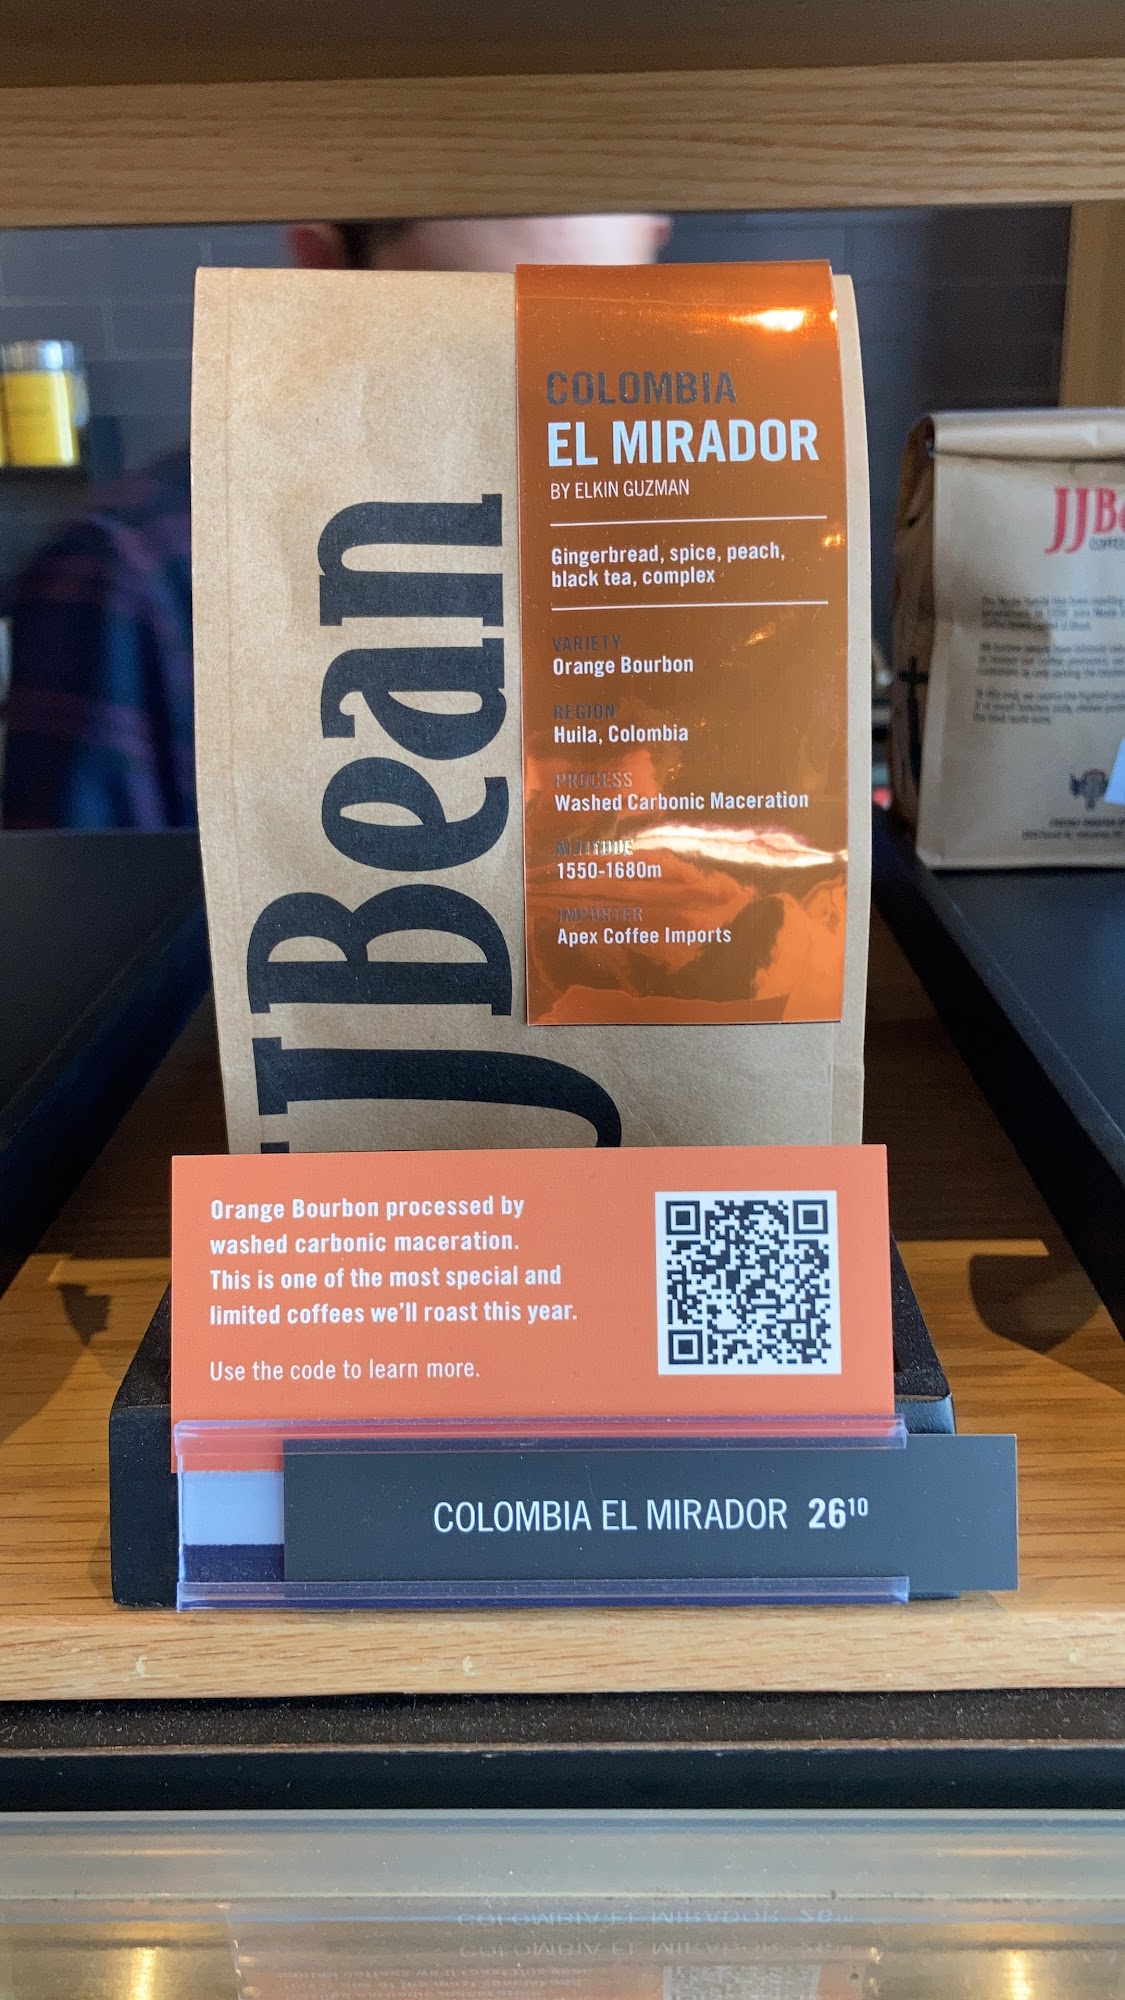 JJBean
COLOMBIA
EL MIRADOR
BY ELKIN GUZMAN
Gingerbread, spice, peach,
black tea, complex
VARIETY
Orange Bourbon
REGION
Huila, Colombia
PROCESS
Washed Carbonic Maceration
ALTITUDE
1550-1680m
IMPORTER
Apex Coffee Imports
Orange Bourbon processed by
washed carbonic maceration.
This is one of the most special and
limited coffees we'll roast this year.
Use the code to learn more.
COLOMBIA EL MIRADOR 26¹⁰
JJBe